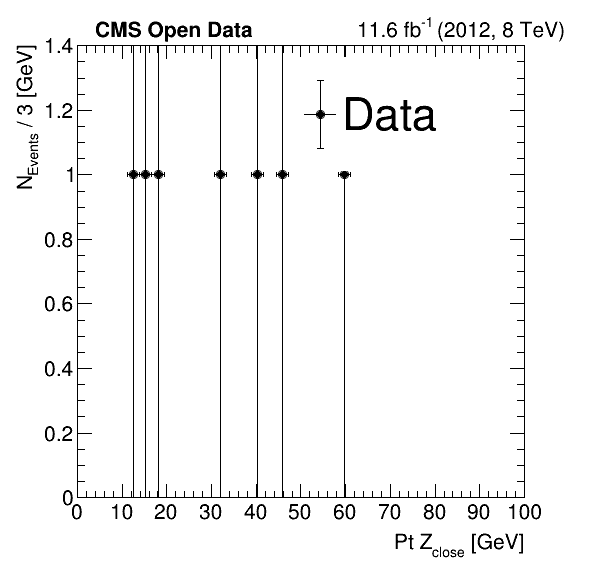 CMS Open Data 11.6 fb-1 (2012, 8 TeV)
NEvents / 3 [GeV]
1.4
1.2
1
0.8
0.6
0.4
0.2
0
Data
0 10 20 30 40 50 60 70 80 90 100
Pt Zclose [GeV]